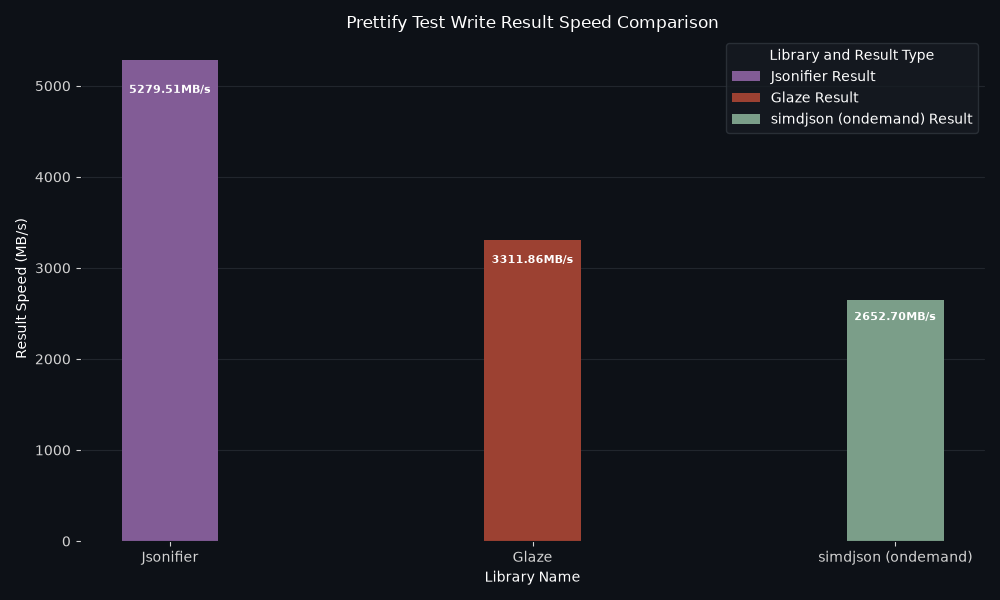 Prettify Test Write Result Speed Comparison
Library and Result Type
Jsonifier Result
Glaze Result
simdjson (ondemand) Result
Result Speed (MB/s)
5000
4000
3000
2000
1000
0
5279.51MB/s
3311.86MB/s
2652.70MB/s
Jsonifier
Glaze
simdjson (ondemand)
Library Name